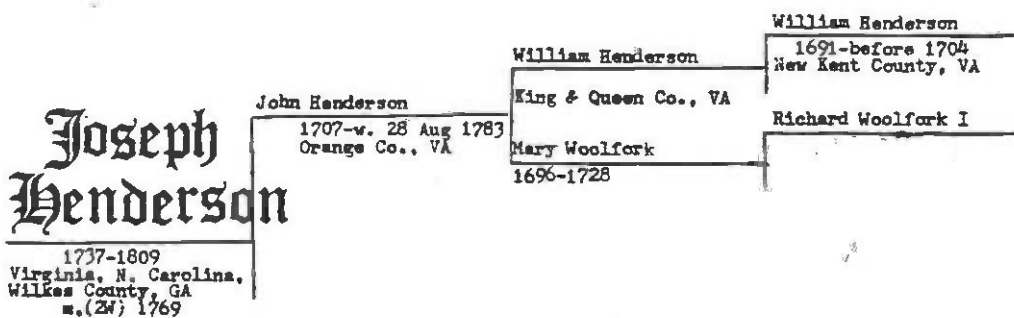 William Henderson
1691-before 1704
New Kent County, VA
William Henderson
King & Queen Co., VA
John Henderson
1707-w. 28 Aug 1783
Orange Co., VA
Richard Woolfork I
Mary Woolfork
1696-1728
Joseph
Henderson
1737-1809
Virginia, N. Carolina,
Wilkes County, GA
m.(2W) 1769